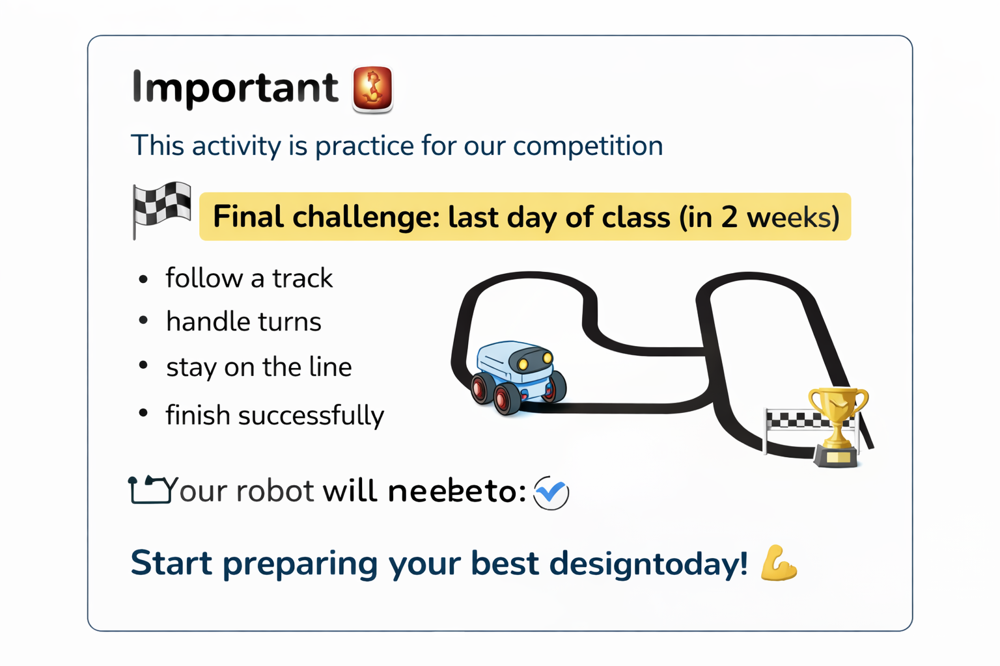 Important
This activity is practice for our competition
Final challenge: last day of class (in 2 weeks)
• follow a track
• handle turns
• stay on the line
• finish successfully
Your robot will to:
Start preparing your best designtoday!